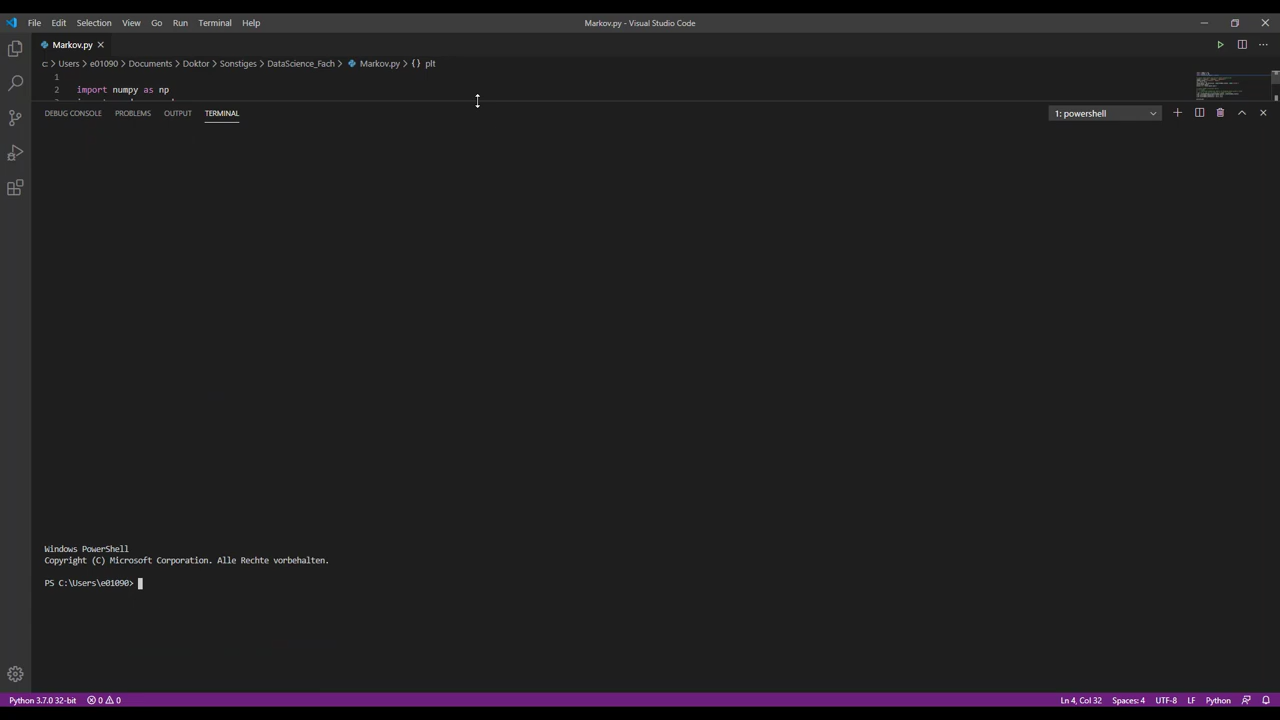 File Edit Selection View Go Run Terminal Help Markov.py - Visual Studio Code
Markov.py
c > Users > e01090 > Documents > Doktor > Sonstiges > DataScience_Fach > Markov.py > {} plt
1
2 import numpy as np
DEBUG CONSOLE PROBLEMS OUTPUT TERMINAL 1: powershell
Windows PowerShell
Copyright (C) Microsoft Corporation. Alle Rechte vorbehalten.
PS C:\Users\e01090>
Python 3.7.0 32-bit 0 0 Ln 4, Col 32 Spaces: 4 UTF-8 LF Python